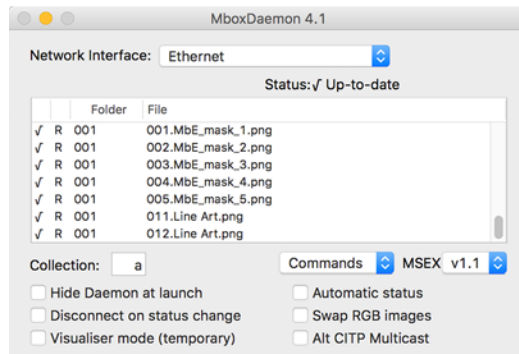 MboxDaemon 4.1
Network Interface: Ethernet
Status:√ Up-to-date
Folder File
√ R 001 001.MbE_mask_1.png
√ R 001 002.MbE_mask_2.png
√ R 001 003.MbE_mask_3.png
√ R 001 004.MbE_mask_4.png
√ R 001 005.MbE_mask_5.png
√ R 001 011.Line Art.png
√ R 001 012.Line Art.png
Collection: a Commands MSEX v1.1
Hide Daemon at launch Automatic status
Disconnect on status change Swap RGB images
Visualiser mode (temporary) Alt CITP Multicast